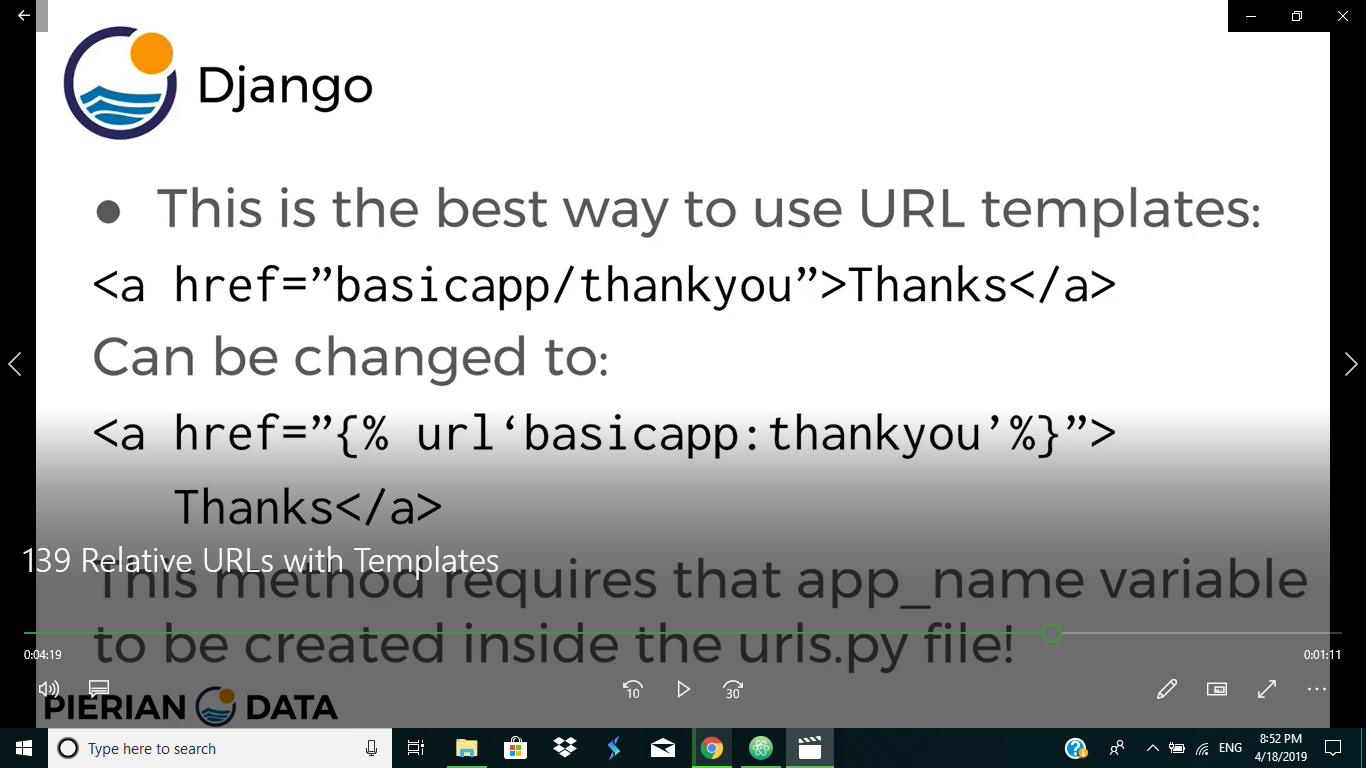 Django
● This is the best way to use URL templates:
<a href=”basicapp/thankyou”>Thanks</a>
Can be changed to:
<a href=”{% url‘basicapp:thankyou’%}”>
Thanks</a>
139 Relative URLs with Templates
This method requires that app_name variable
to be created inside the urls.py file!
0:04:19
0:01:11
10
30
PIERIAN DATA
Type here to search
ENG
8:52 PM
4/18/2019